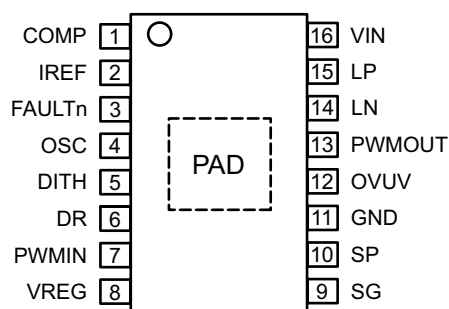 COMP 1 16 VIN
IREF 2 15 LP
FAULTn 3 14 LN
OSC 4 13 PWMOUT
DITH 5 PAD 12 OVUV
DR 6 11 GND
PWMIN 7 10 SP
VREG 8 9 SG